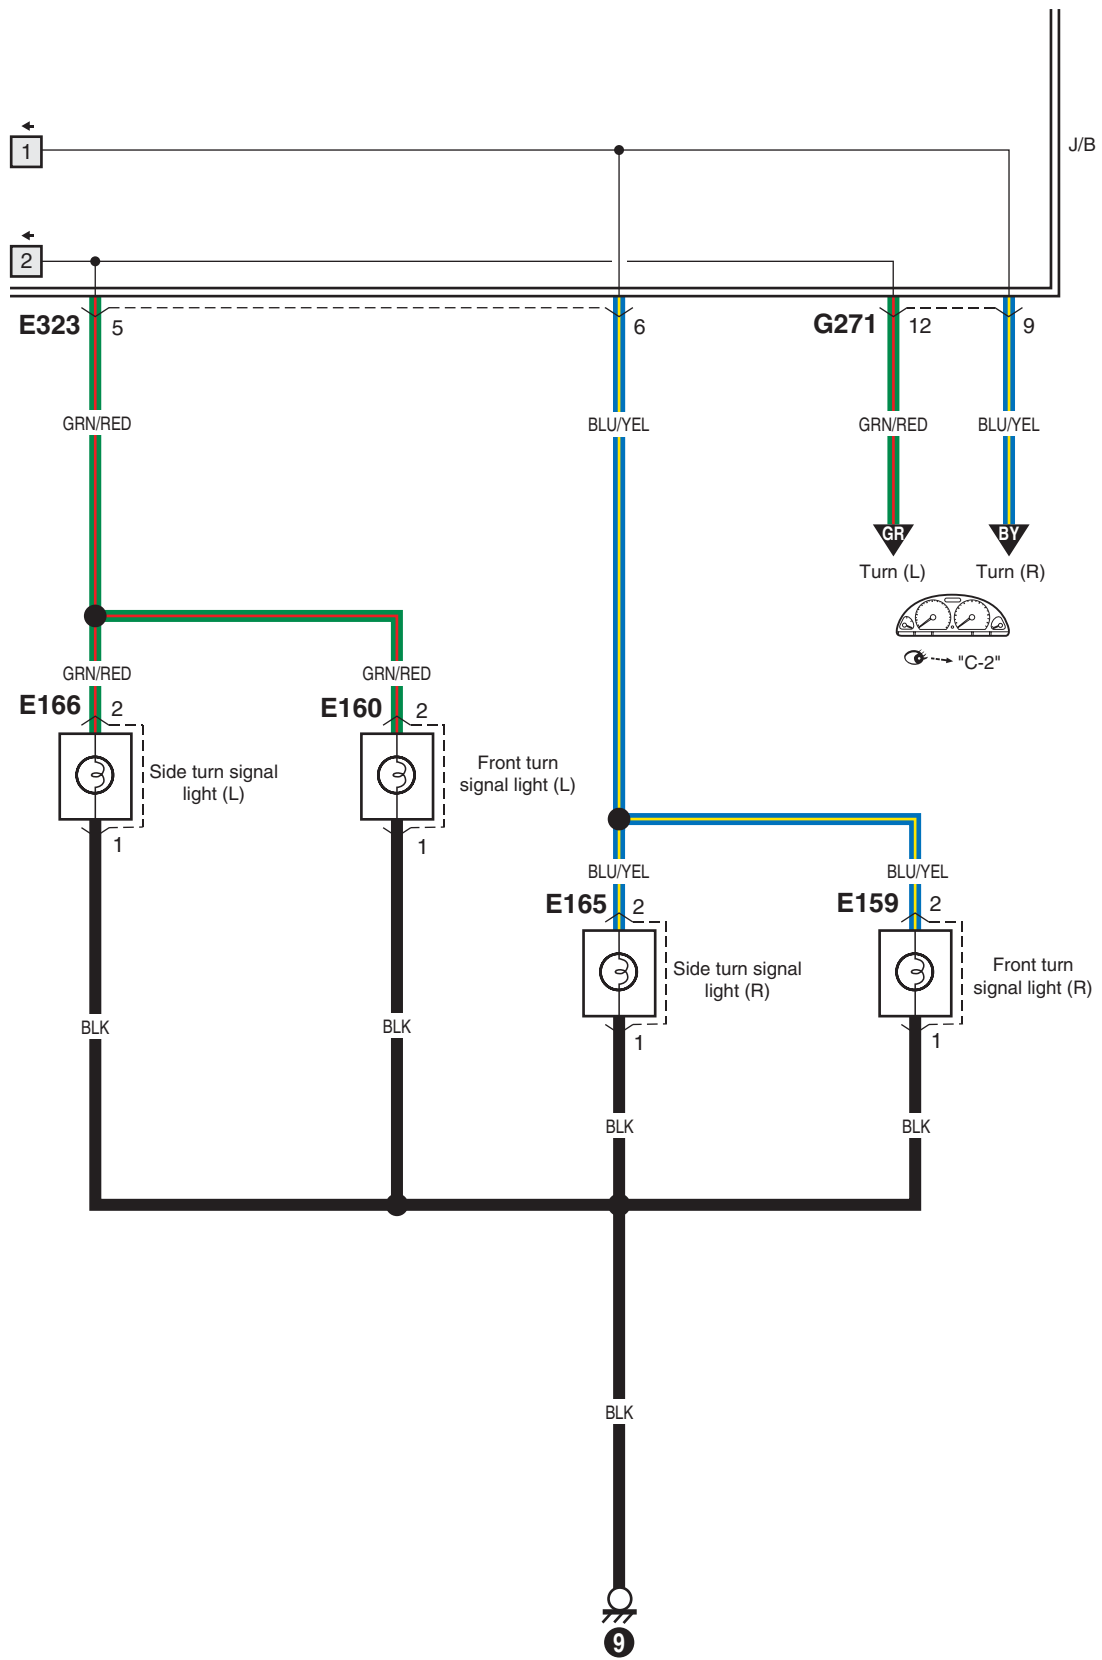 1
J/B
2
E323 5
6
G271 12
9
GRN/RED
BLU/YEL
GRN/RED
BLU/YEL
GR
BY
Turn (L)
Turn (R)
"C-2"
GRN/RED
GRN/RED
E166 2
E160 2
Side turn signal
light (L)
Front turn
signal light (L)
1
1
BLU/YEL
BLU/YEL
E165 2
E159 2
Side turn signal
light (R)
Front turn
signal light (R)
1
1
BLK
BLK
BLK
BLK
BLK
9